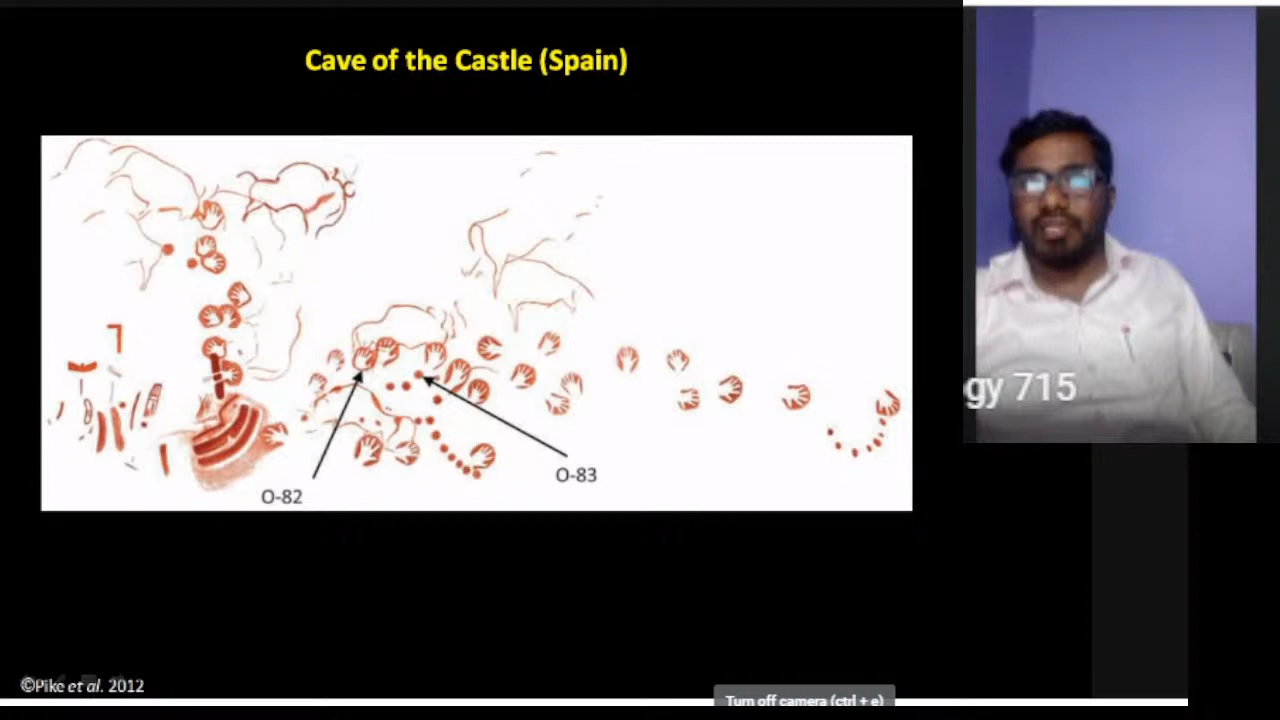 Cave of the Castle (Spain)
gy 715
O-83
O-82
©Pike et al. 2012
Turn off camera (ctrl + e)